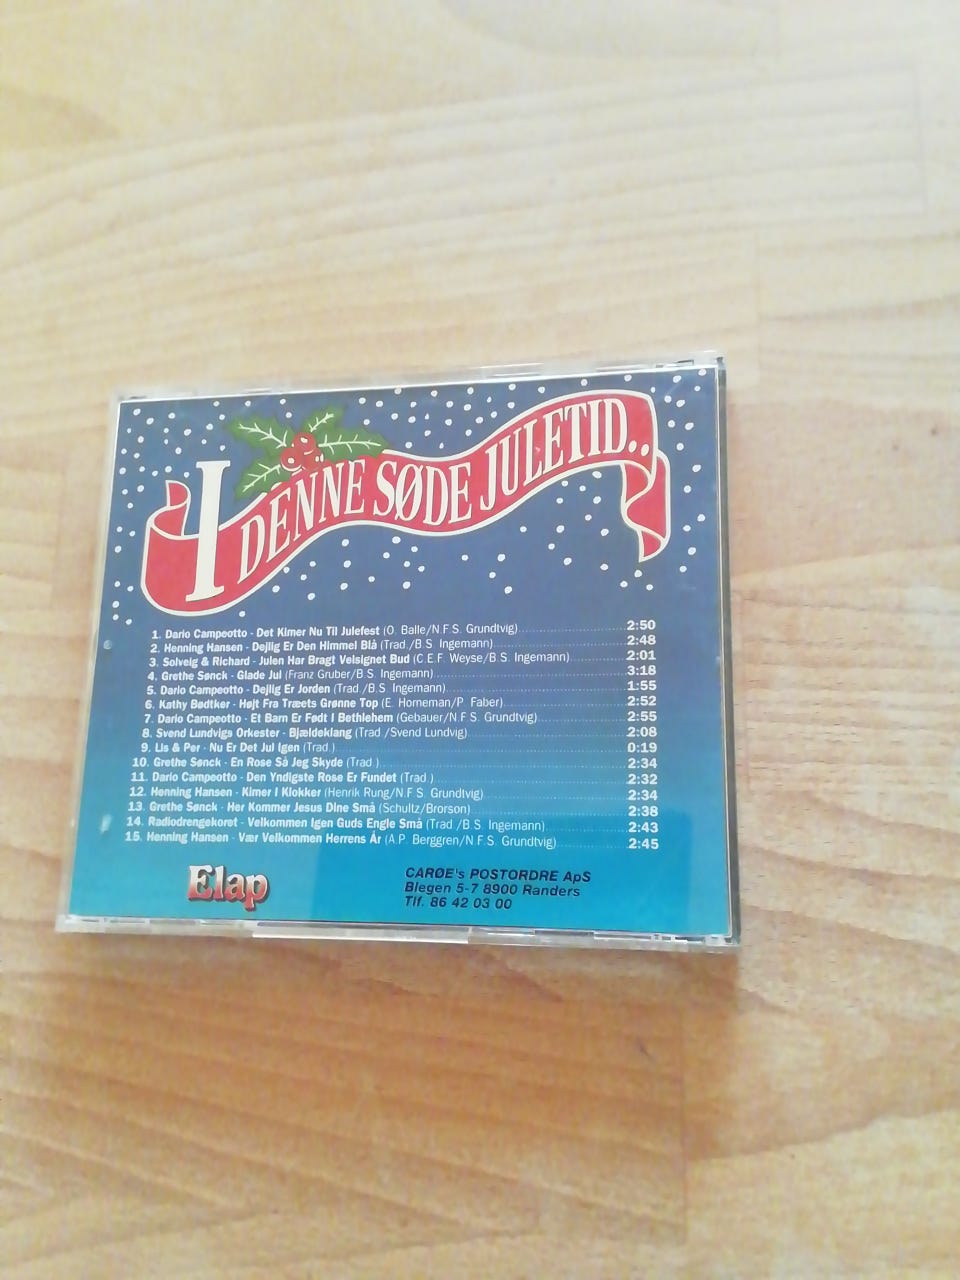 I DENNE SØDE JULETID..
1. Dario Campeotto - Det Kimer Nu Til Julefest (O. Balle/N.F.S. Grundtvig) 2:50
2. Henning Hansen - Dejlig Er Den Himmel Blå (Trad./B.S. Ingemann) 2:48
3. Solveig & Richard - Julen Har Bragt Velsignet Bud (C.E.F. Weyse/B.S. Ingemann) 2:01
4. Grethe Sønck - Glade Jul (Franz Gruber/B.S. Ingemann) 3:18
5. Dario Campeotto - Dejlig Er Jorden (Trad./B.S. Ingemann) 1:55
6. Kathy Bødtker - Højt Fra Træets Grønne Top (E. Horneman/P. Faber) 2:52
7. Dario Campeotto - Et Barn Er Født I Bethlehem (Gebauer/N.F.S. Grundtvig) 2:55
8. Svend Lundvigs Orkester - Bjældeklang (Trad./Svend Lundvig) 2:08
9. Lis & Per - Nu Er Det Jul Igen (Trad.) 0:19
10. Grethe Sønck - En Rose Så Jeg Skyde (Trad.) 2:34
11. Dario Campeotto - Den Yndigste Rose Er Fundet (Trad.) 2:32
12. Henning Hansen - Kimer I Klokker (Henrik Rung/N.F.S. Grundtvig) 2:34
13. Grethe Sønck - Her Kommer Jesus Dine Små (Schultz/Brorson) 2:38
14. Radiodrengekoret - Velkommen Igen Guds Engle Små (Trad./B.S. Ingemann) 2:43
15. Henning Hansen - Vær Velkommen Herrens År (A.P. Berggren/N.F.S. Grundtvig) 2:45
Elap
CARØE's POSTORDRE ApS
Blegen 5-7 8900 Randers
Tlf. 86 42 03 00